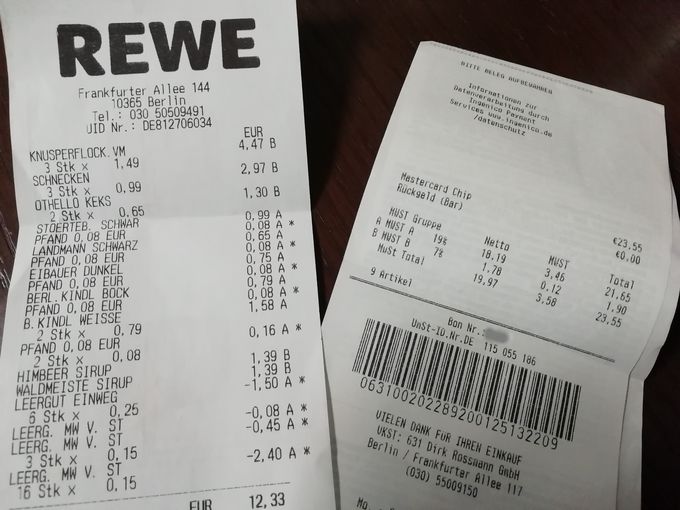 REWE
Frankfurter Allee 144
10365 Berlin
Tel.: 030 50509491
UID Nr.: DE812706034
EUR
KNUSPERFLOCK.VM 4,47 B
3 Stk x 1,49
SCHNECKEN 2,97 B
3 Stk x 0,99
OTHELLO KEKS 1,30 B
2 Stk x 0,65
STOERTEB. SCHWAR 0,99 A
PFAND 0,08 EUR 0,08 A *
LANDMANN SCHWARZ 0,65 A
PFAND 0,08 EUR 0,08 A *
EIBAUER DUNKEL 0,75 A
PFAND 0,08 EUR 0,08 A *
BERL. KINDL BOCK 0,79 A
PFAND 0,08 EUR 0,08 A *
B.KINDL WEISSE 1,58 A
2 Stk x 0,79
PFAND 0,08 EUR 0,16 A *
2 Stk x 0,08
HIMBEER SIRUP 1,39 B
WALDMEISTE SIRUP 1,39 B
LEERGUT EINWEG -1,50 A *
6 Stk x 0,25
LEERG. MW V. ST -0,08 A *
LEERG. MW V. ST -0,45 A *
3 Stk x 0,15
LEERG. MW V. ST -2,40 A *
16 Stk x 0,15
EUR 12,33
BITTE BELEG AUFBEWAHREN
Informationen zur
Datenverarbeitung durch
Ingenico Payment
Services www.ingenico.de
/datenschutz
Mastercard Chip €23,55
Rückgeld (Bar) €0,00
MUST Gruppe Netto MUST Total
A MUST A 19% 18.19 3,46 21,65
B MUST B 7% 1,78 0,12 1,90
MuSt Total 19,97 3,58 23,55
9 Artikel
Bon Nr.:
UnSt-ID.Nr.DE 115 055 186
0631002022892001251322​09
VIELEN DANK FÜR IHREN EINKAUF
VKST: 631 Dirk Rossmann GmbH
Berlin / Frankfurter Allee 117
(030) 55009150